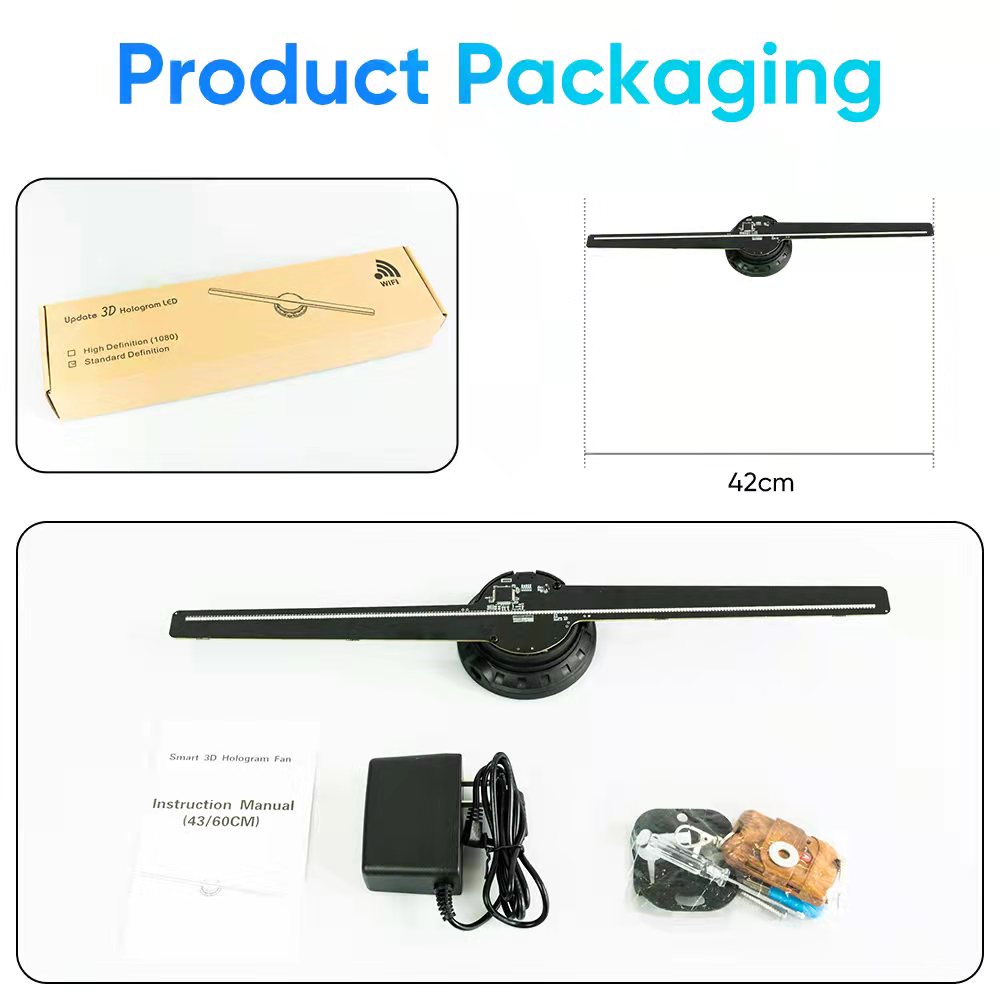 Product Packaging
WIFI
Update 3D Hologram LED
High Definition (1080)
Standard Definition
42cm
Smart 3D Hologram Fan
Instruction Manual
(43/60CM)